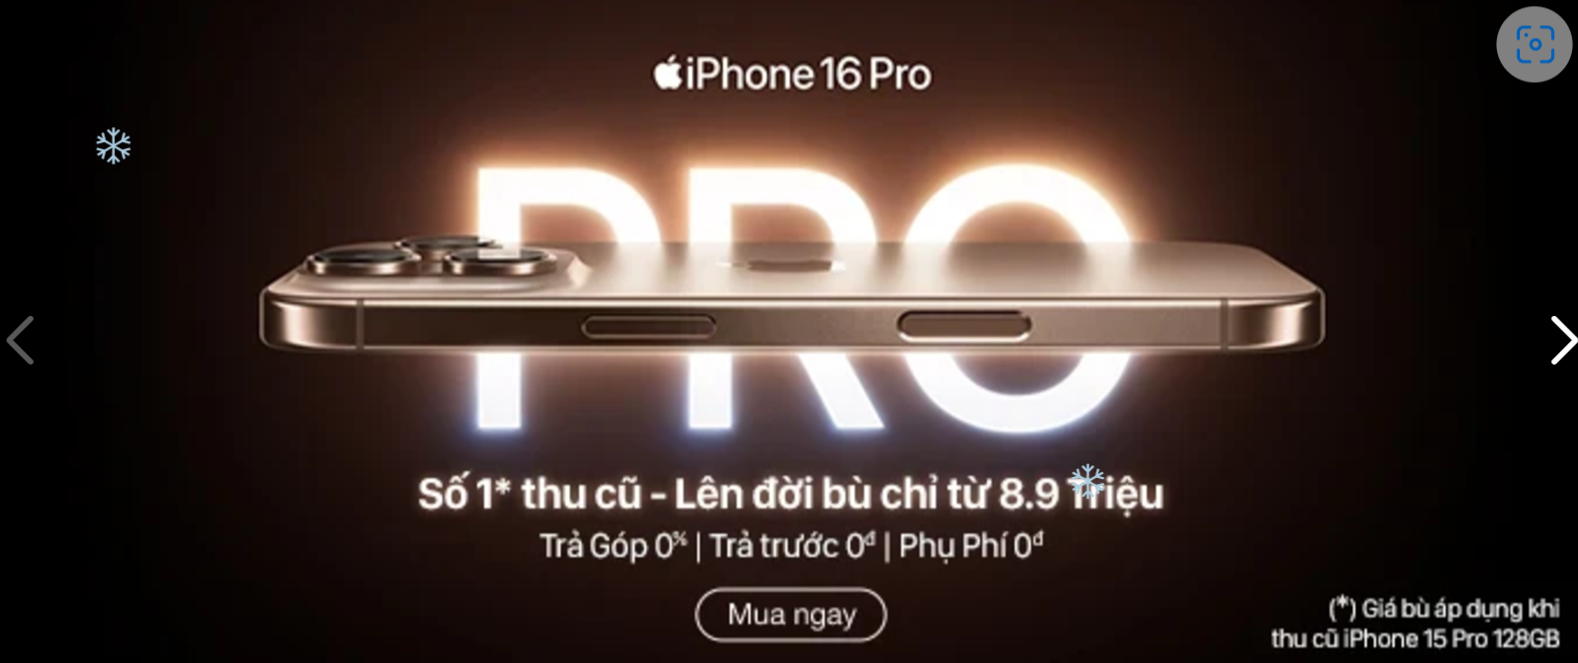 iPhone 16 Pro
PRO
Số 1* thu cũ - Lên đời bù chỉ từ 8.9 Triệu
Trả Góp 0% | Trả trước 0đ | Phụ Phí 0đ
Mua ngay
(*) Giá bù áp dụng khi
thu cũ iPhone 15 Pro 128GB